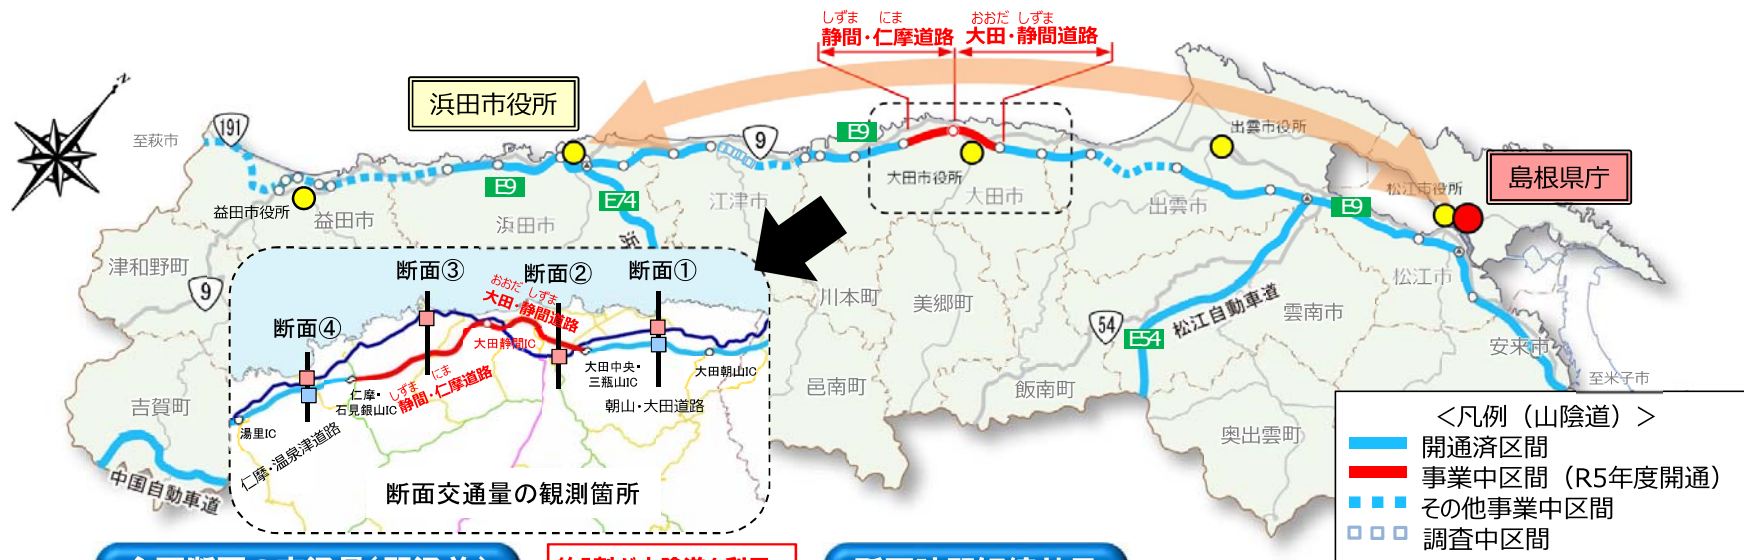 しずま にま
静間・仁摩道路
おおだ しずま
大田・静間道路
浜田市役所
191
至萩市
9
E9
出雲市役所
島根県庁
松江市役所
E9
E74
大田市役所
大田市
益田市役所
益田市
浜田市
江津市
出雲市
E9
浜
津和野町
9
川本町
美郷町
54
E54
松江自動車道
雲南市
松江市
安来市
至米子市
邑南町
飯南町
奥出雲町
吉賀町
中国自動車道
断面③
断面②
断面①
断面④
おおだ しずま
大田・静間道路
大田静間IC
大田中央・
三瓶山IC
大田朝山IC
朝山・大田道路
仁摩・
石見銀山IC
しずま にま
静間・仁摩道路
湯里IC
仁摩・温泉津道路
断面交通量の観測箇所
＜凡例（山陰道）＞
開通済区間
事業中区間（R5年度開通）
その他事業中区間
調査中区間